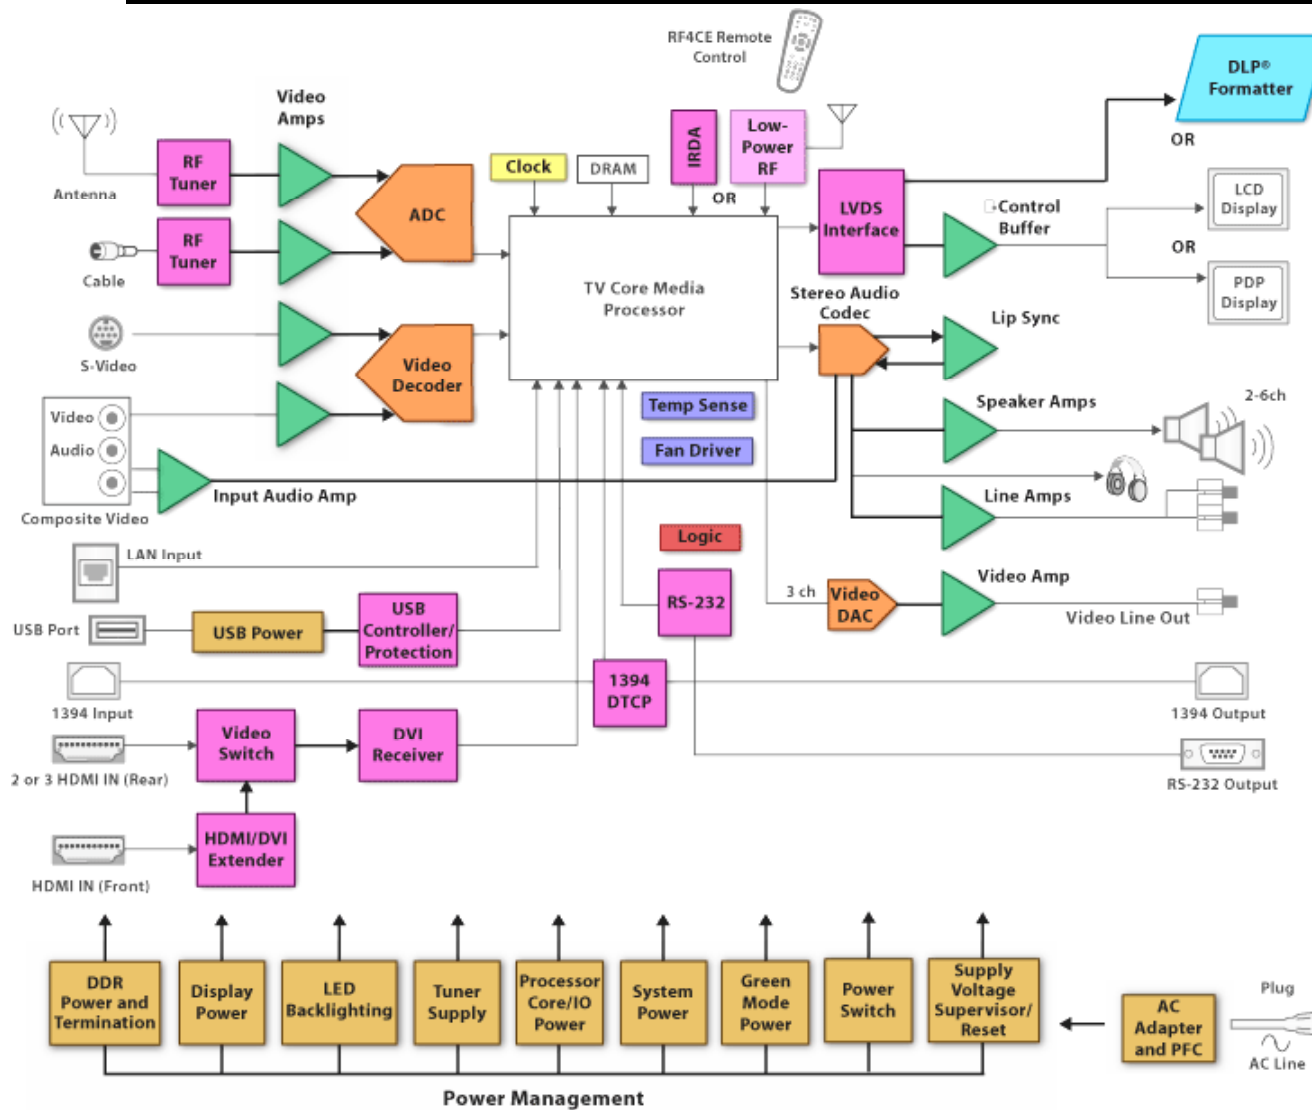 RF4CE Remote
Control
DLP®
Formatter
OR
Video
Amps
Antenna
RF
Tuner
ADC
Clock
DRAM
IRDA
OR
Low-
Power
RF
LVDS
Interface
Control
Buffer
LCD
Display
OR
PDP
Display
Cable
RF
Tuner
TV Core Media
Processor
Stereo Audio
Codec
Lip Sync
S-Video
Video
Decoder
Video
Audio
Composite Video
Input Audio Amp
Temp Sense
Fan Driver
Speaker Amps
2-6ch
Line Amps
Logic
LAN Input
RS-232
3 ch
Video
DAC
Video Amp
Video Line Out
USB Port
USB Power
USB
Controller/
Protection
1394 Input
1394
DTCP
1394 Output
2 or 3 HDMI IN (Rear)
Video
Switch
DVI
Receiver
RS-232 Output
HDMI IN (Front)
HDMI/DVI
Extender
DDR
Power and
Termination
Display
Power
LED
Backlighting
Tuner
Supply
Processor
Core/IO
Power
System
Power
Green
Mode
Power
Power
Switch
Supply
Voltage
Supervisor/
Reset
AC
Adapter
and PFC
Plug
AC Line
Power Management